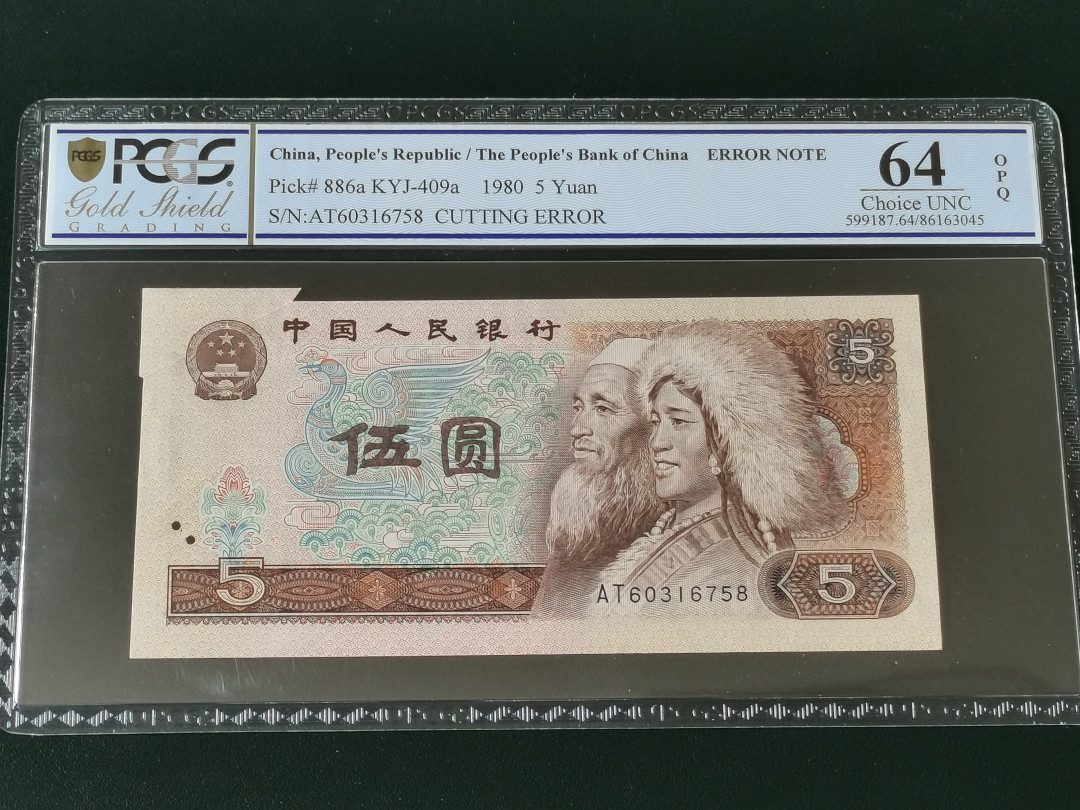 PCGS
PCGS
Gold Shield
GRADING
China, People's Republic / The People's Bank of China ERROR NOTE
Pick# 886a KYJ-409a 1980 5 Yuan
S/N:AT60316758 CUTTING ERROR
64
Choice UNC
599187.64/86163045
OPQ
中国人民银行
5
伍圆
5
AT60316758
5